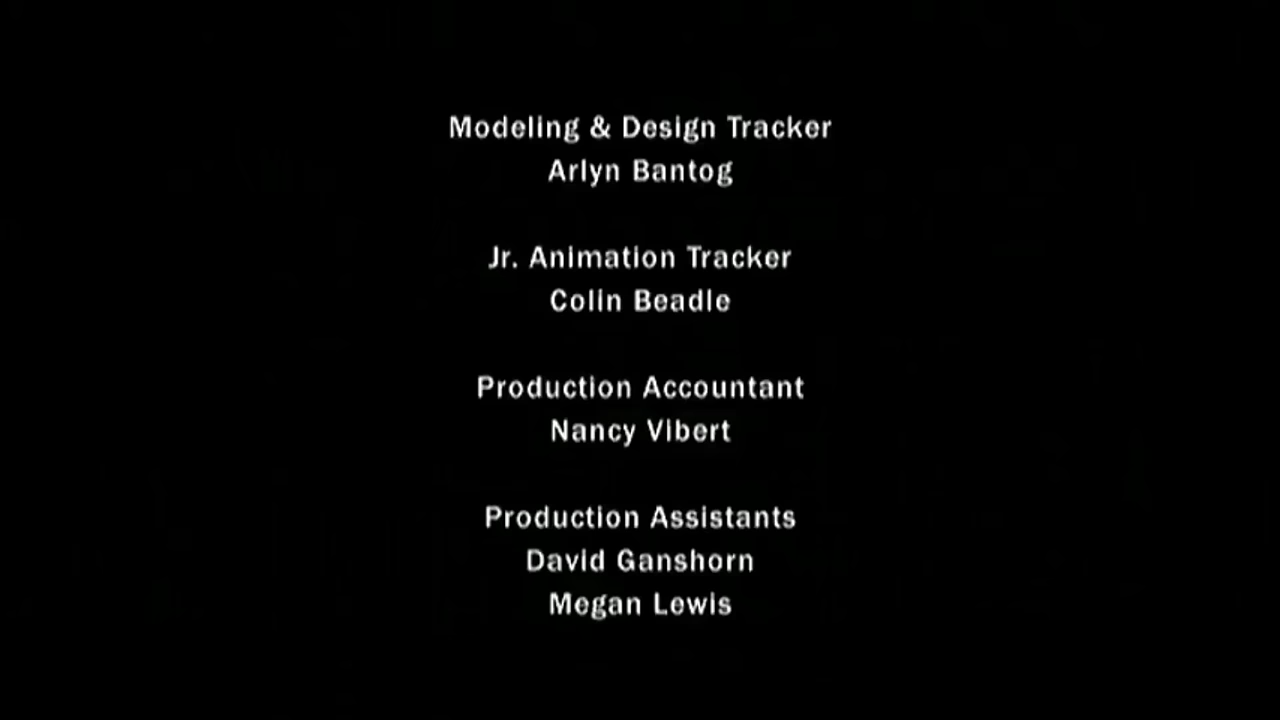 Modeling & Design Tracker
Arlyn Bantog
Jr. Animation Tracker
Colin Beadle
Production Accountant
Nancy Vibert
Production Assistants
David Ganshorn
Megan Lewis